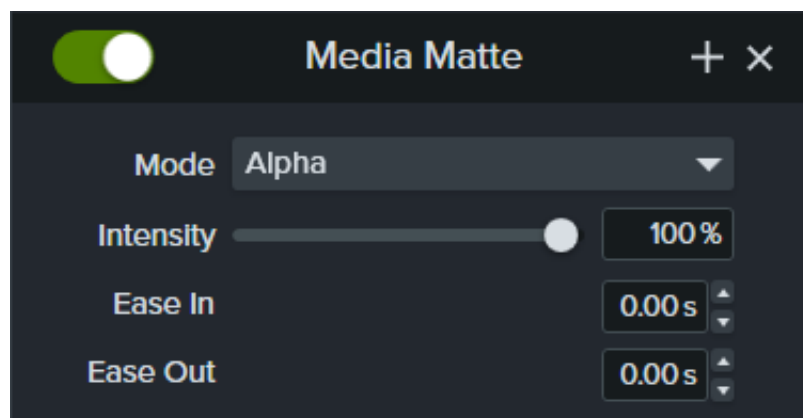 Media Matte
Mode Alpha
Intensity 100%
Ease In 0.00s
Ease Out 0.00s